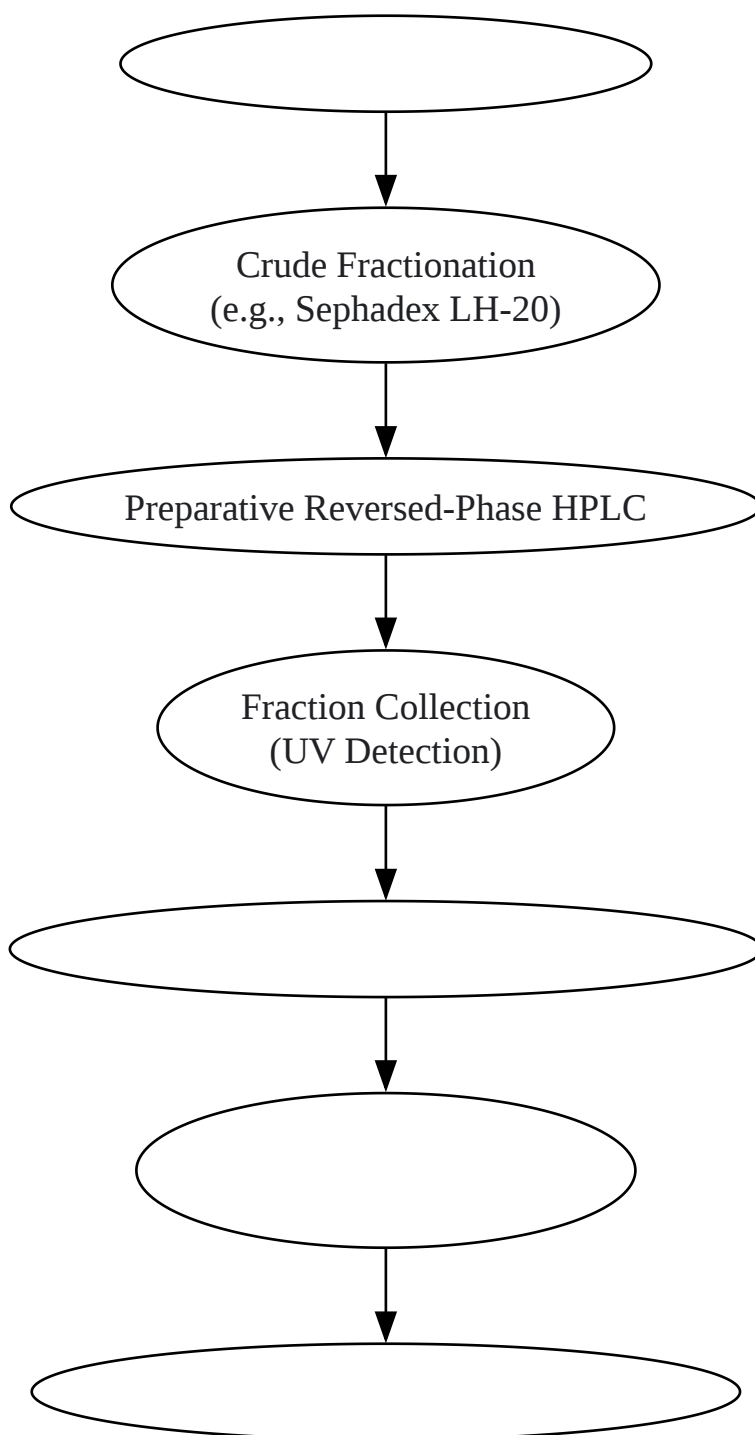 Crude Fractionation
(e.g., Sephadex LH-20)
Preparative Reversed-Phase HPLC
Fraction Collection
(UV Detection)